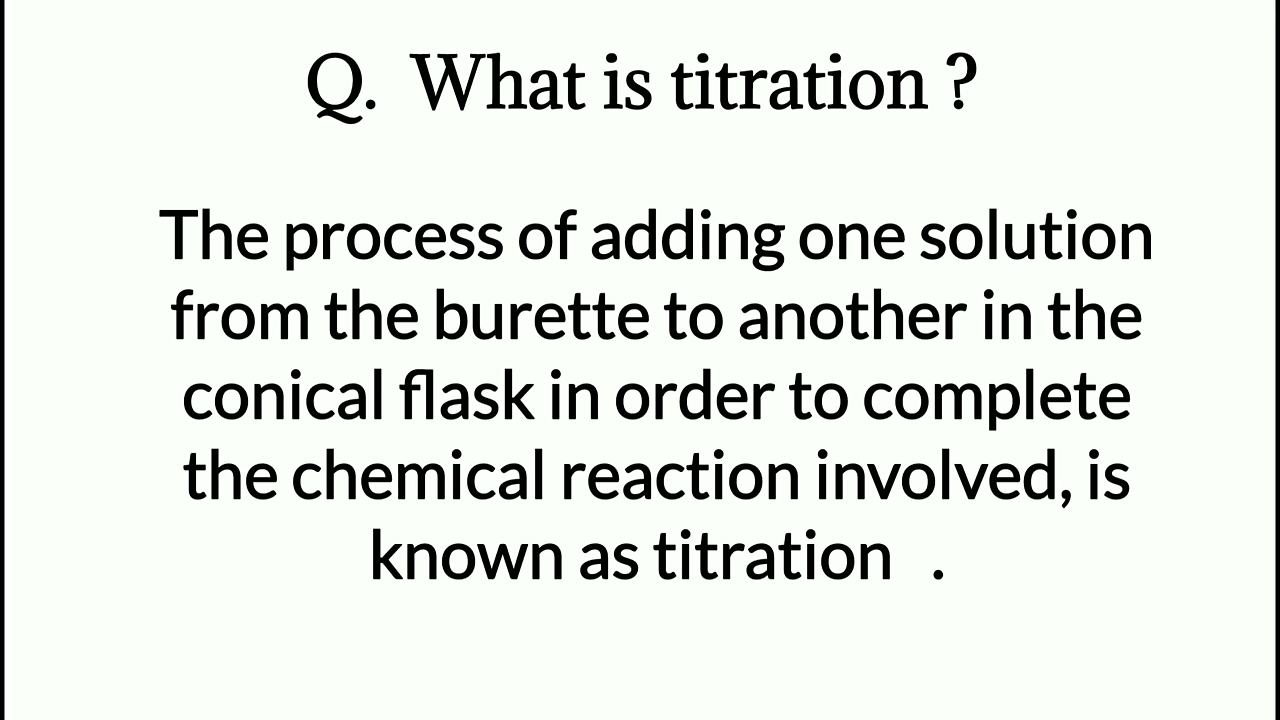 Q. What is titration ?
The process of adding one solution
from the burette to another in the
conical flask in order to complete
the chemical reaction involved, is
known as titration .